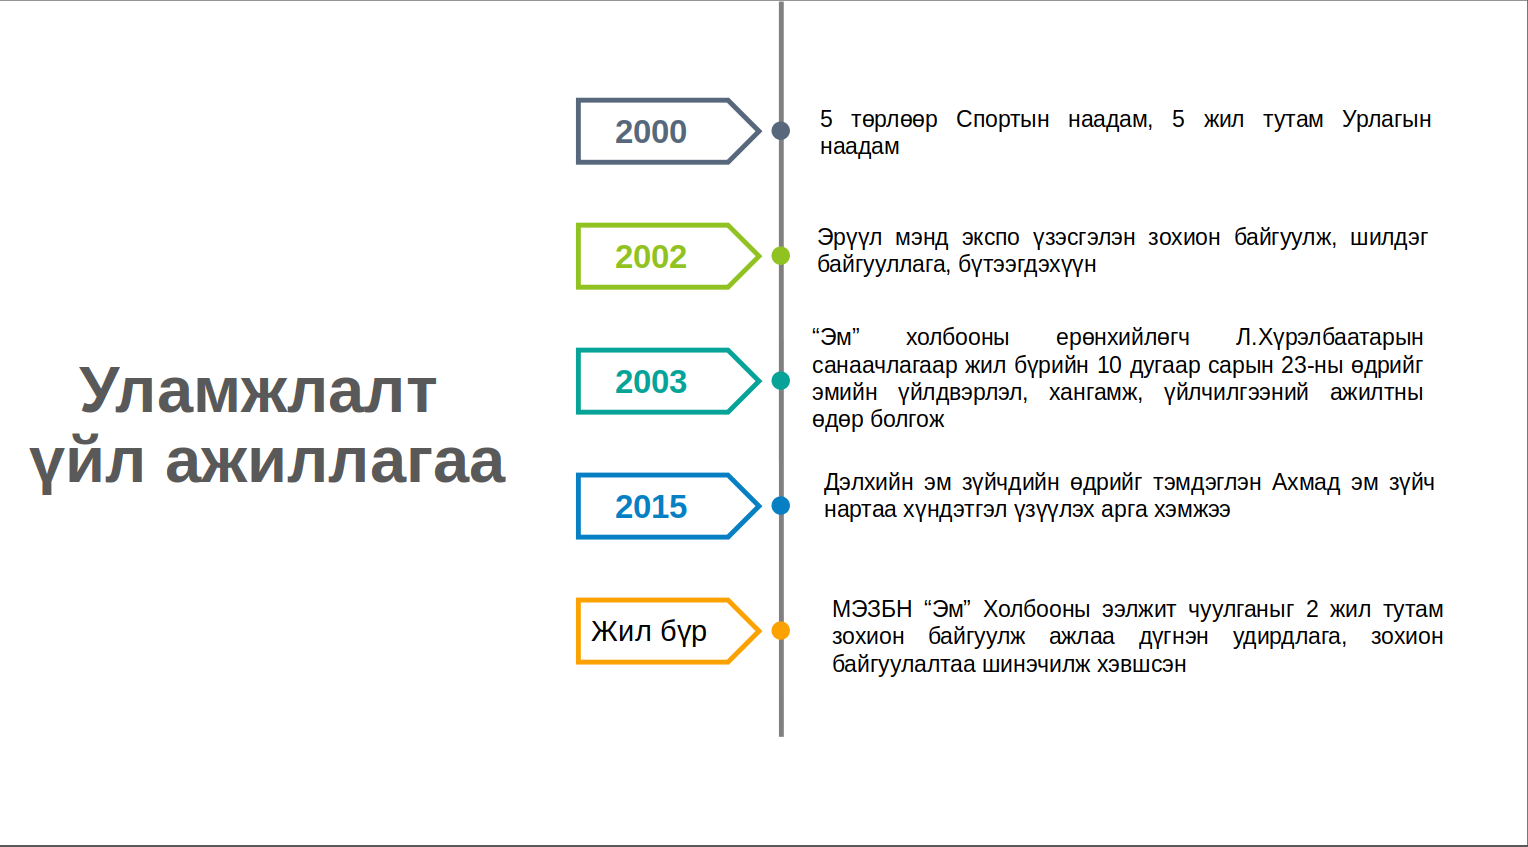 Уламжлалт
үйл ажиллагаа
2000
5 төрлөөр Спортын наадам, 5 жил тутам Урлагын
наадам
2002
Эрүүл мэнд экспо үзэсгэлэн зохион байгуулж, шилдэг
байгууллага, бүтээгдэхүүн
2003
“Эм” холбооны ерөнхийлөгч Л.Хүрэлбаатарын
санаачлагаар жил бүрийн 10 дугаар сарын 23-ны өдрийг
эмийн үйлдвэрлэл, хангамж, үйлчилгээний ажилтны
өдөр болгож
2015
Дэлхийн эм зүйчдийн өдрийг тэмдэглэн Ахмад эм зүйч
нартаа хүндэтгэл үзүүлэх арга хэмжээ
Жил бүр
МЭЗБН “Эм” Холбооны ээлжит чуулганыг 2 жил тутам
зохион байгуулж ажлаа дүгнэн удирдлага, зохион
байгуулалтаа шинэчилж хэвшсэн